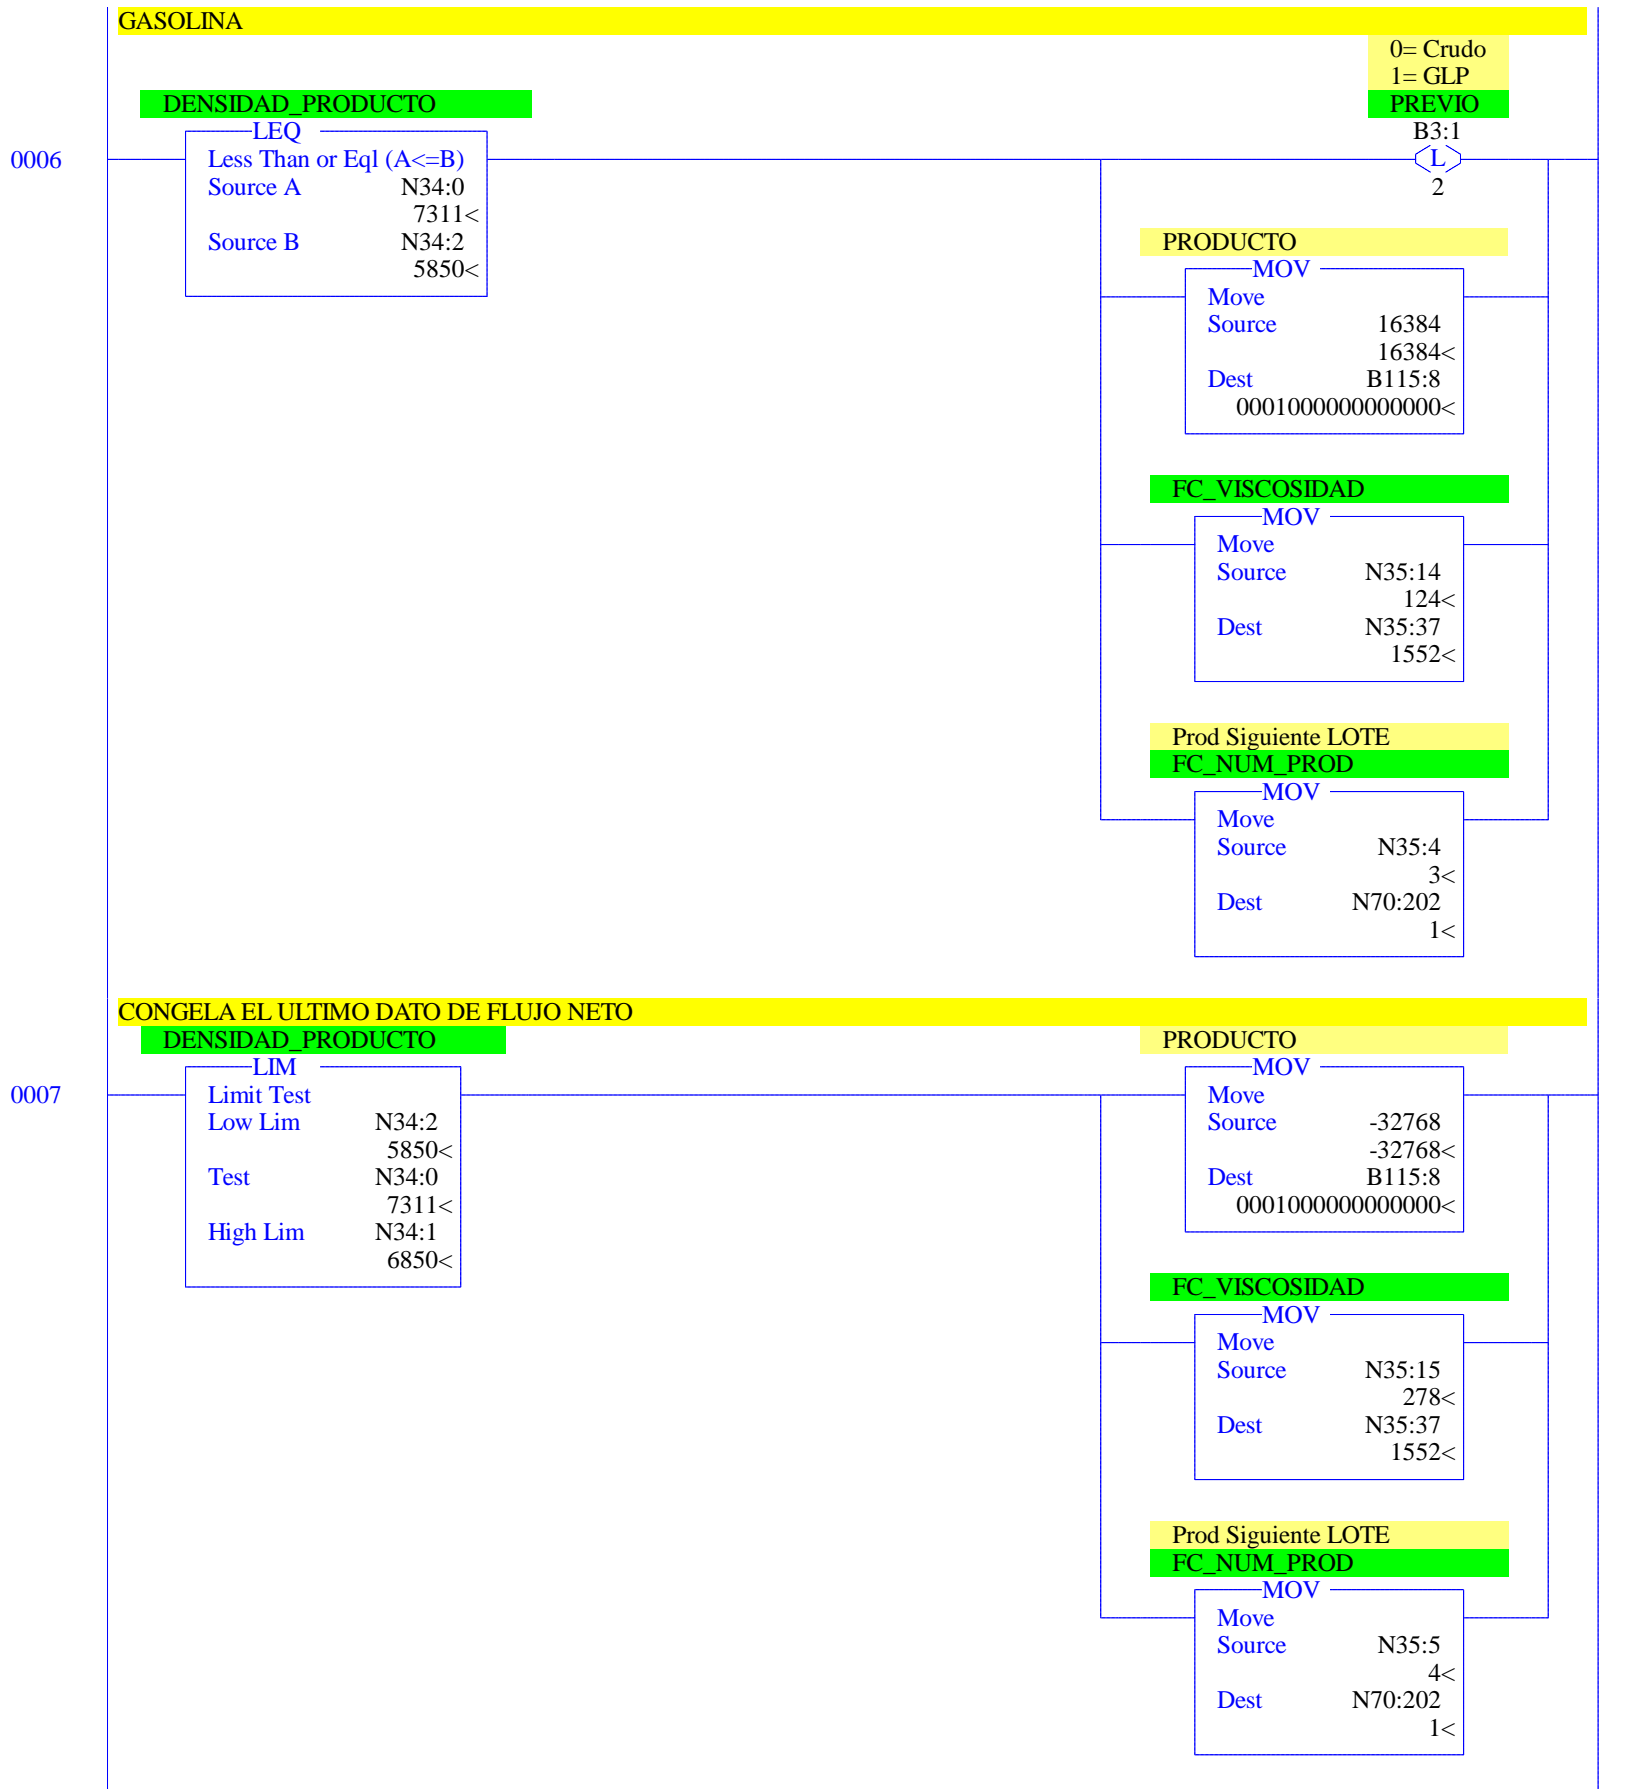 GASOLINA
0= Crudo
1= GLP
PREVIO
B3:1
L
2
DENSIDAD_PRODUCTO
LEQ
0006
Less Than or Eql (A<=B)
Source A N34:0
7311<
Source B N34:2
5850<
PRODUCTO
MOV
Move
Source 16384
16384<
Dest B115:8
0001000000000000<
FC_VISCOSIDAD
MOV
Move
Source N35:14
124<
Dest N35:37
1552<
Prod Siguiente LOTE
FC_NUM_PROD
MOV
Move
Source N35:4
3<
Dest N70:202
1<
CONGELA EL ULTIMO DATO DE FLUJO NETO
DENSIDAD_PRODUCTO
LIM
0007
Limit Test
Low Lim N34:2
5850<
Test N34:0
7311<
High Lim N34:1
6850<
PRODUCTO
MOV
Move
Source -32768
-32768<
Dest B115:8
0001000000000000<
FC_VISCOSIDAD
MOV
Move
Source N35:15
278<
Dest N35:37
1552<
Prod Siguiente LOTE
FC_NUM_PROD
MOV
Move
Source N35:5
4<
Dest N70:202
1<